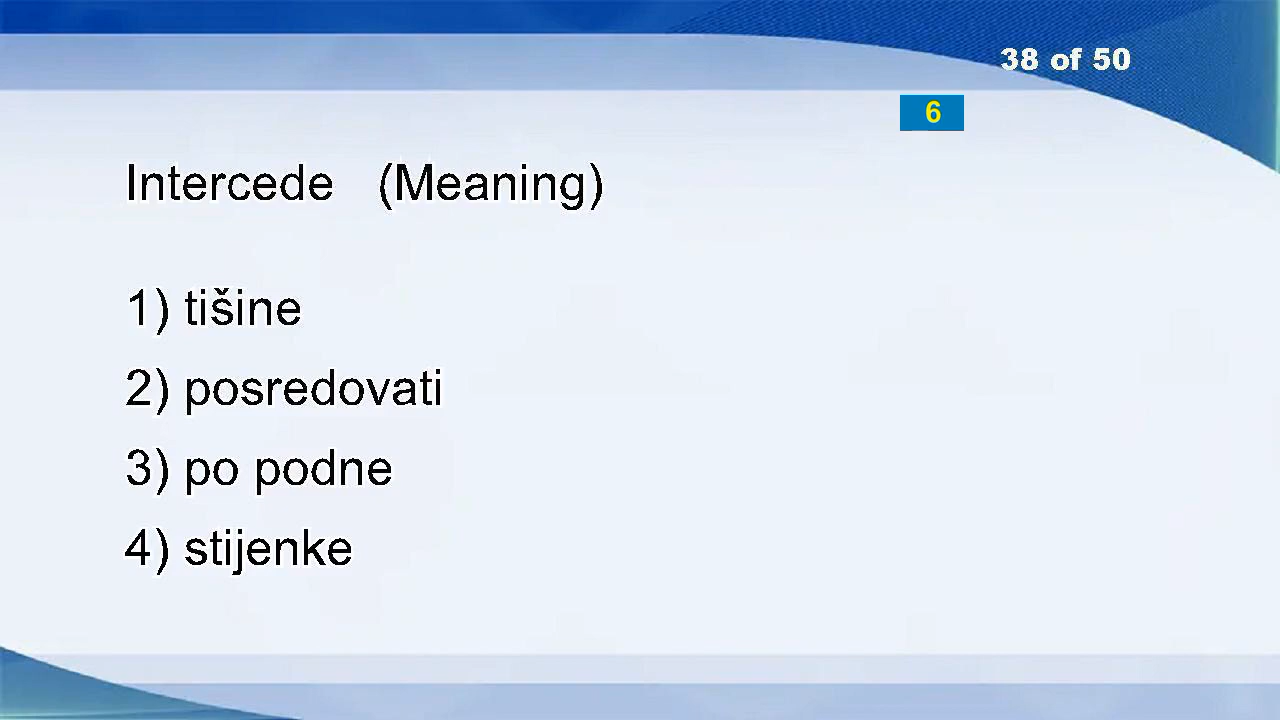 38 of 50
6
Intercede (Meaning)
1) tišine
2) posredovati
3) po podne
4) stijenke